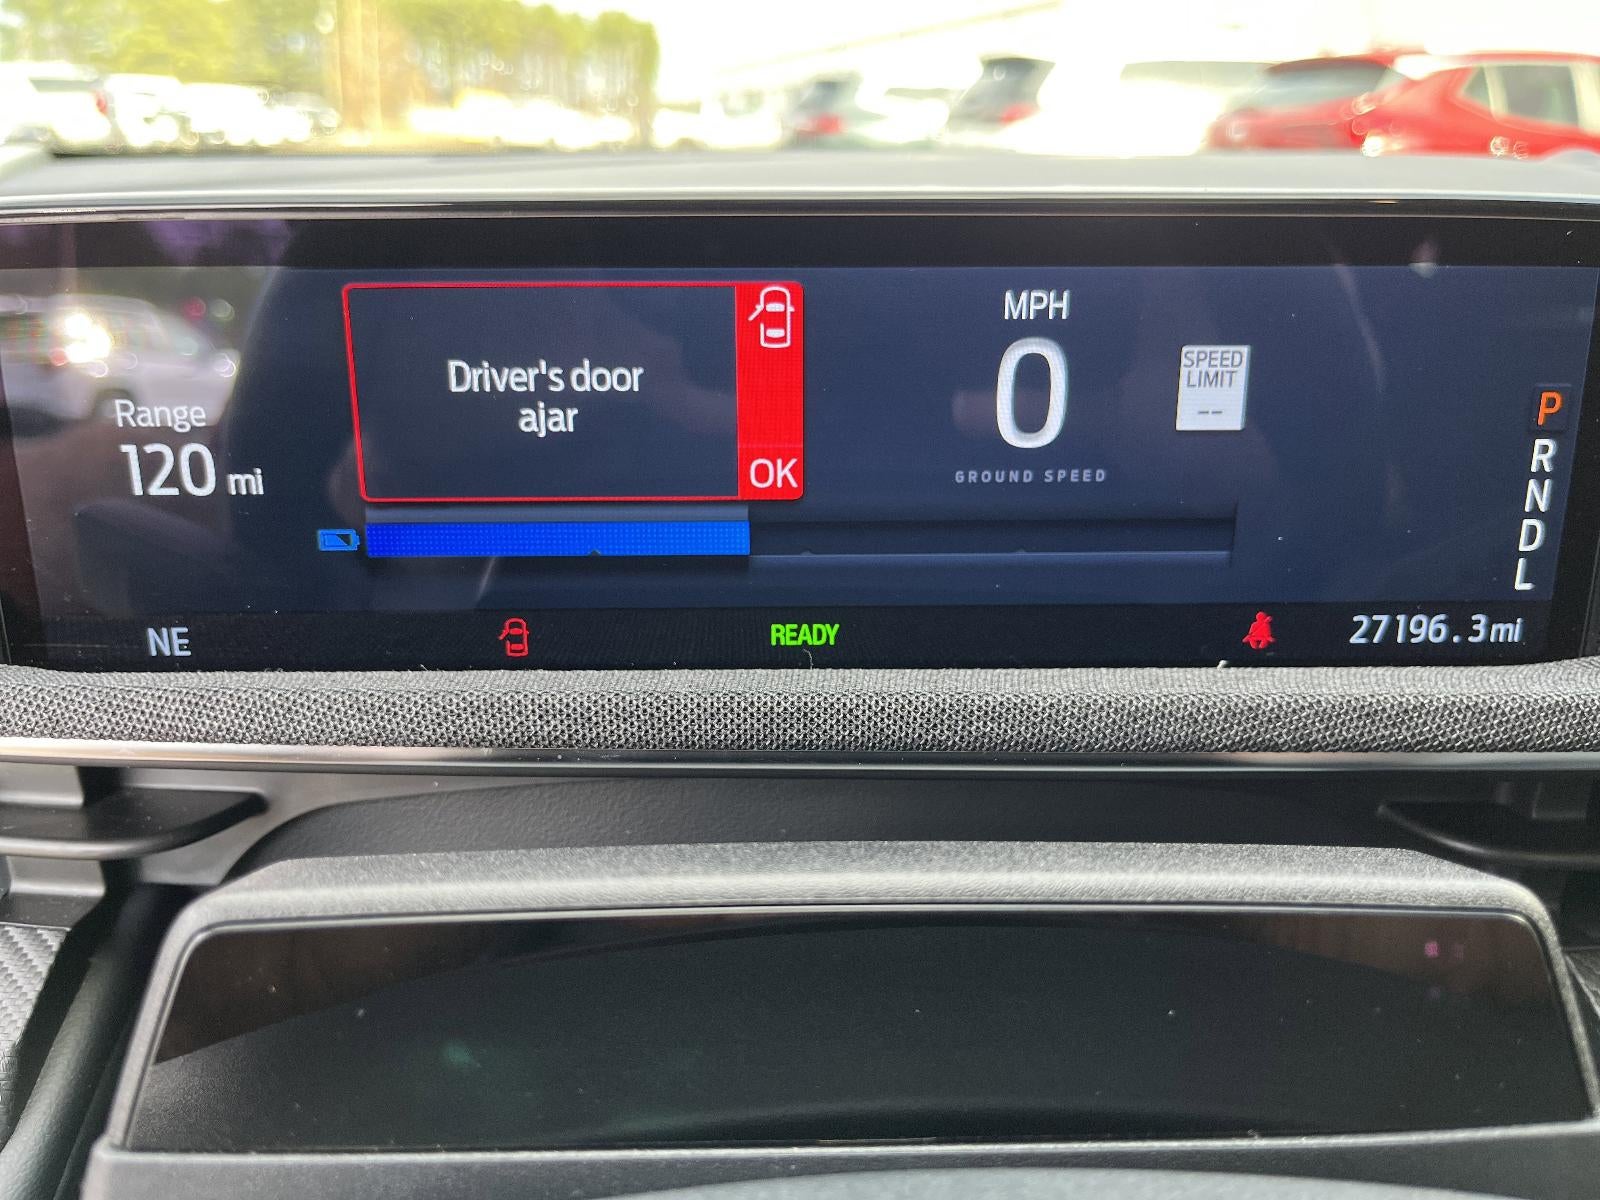 Range
120 mi
Driver's door
ajar
OK
MPH
0
GROUND SPEED
SPEED
LIMIT
--
P
R
N
D
L
NE
READY
27196.3mi